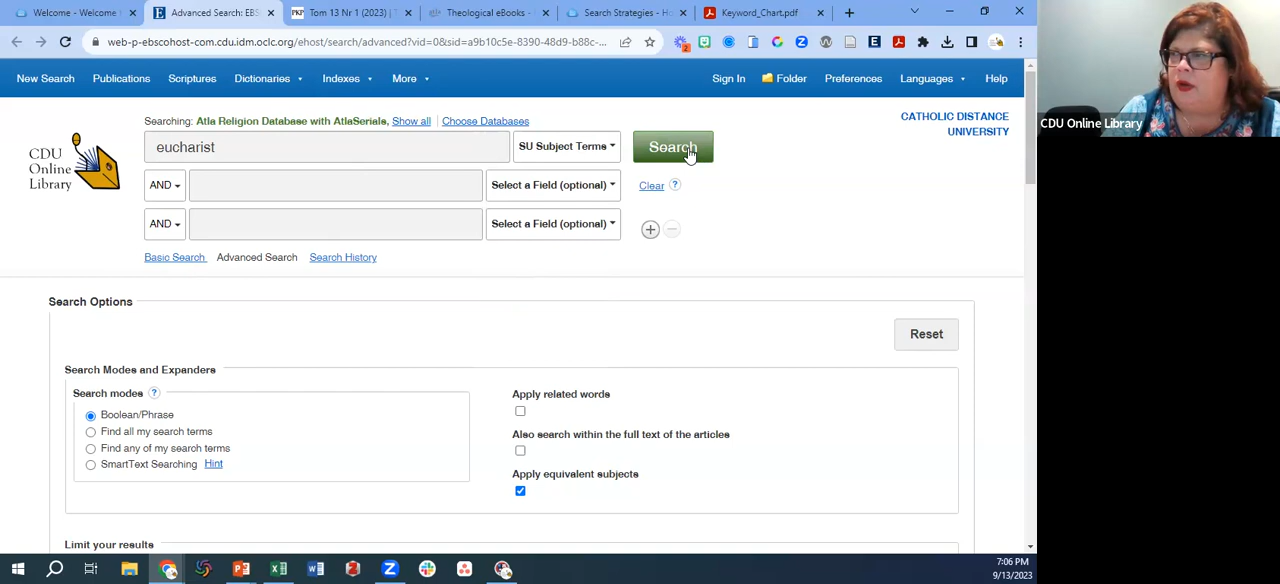 Welcome - Welcome
Advanced Search: EBS
PKP Tom 13 Nr 1 (2023) | T
Theological eBooks -
Search Strategies - Ho
Keyword_Chart.pdf
web-p-ebscohost-com.cdu.idm.oclc.org/ehost/search/advanced?vid=0&sid=a9b10c5e-8390-48d9-b88c-...
New Search Publications Scriptures Dictionaries Indexes More Sign In Folder Preferences Languages Help
Searching: Atla Religion Database with AtlaSerials, Show all | Choose Databases
CATHOLIC DISTANCE
UNIVERSITY
CDU
Online
Library
eucharist SU Subject Terms Search
AND Select a Field (optional) Clear ?
AND Select a Field (optional) + −
Basic Search Advanced Search Search History
Search Options
Reset
Search Modes and Expanders
Search modes ?
Boolean/Phrase
Find all my search terms
Find any of my search terms
SmartText Searching Hint
Apply related words
Also search within the full text of the articles
Apply equivalent subjects
Limit your results
7:06 PM
9/13/2023
CDU Online Library